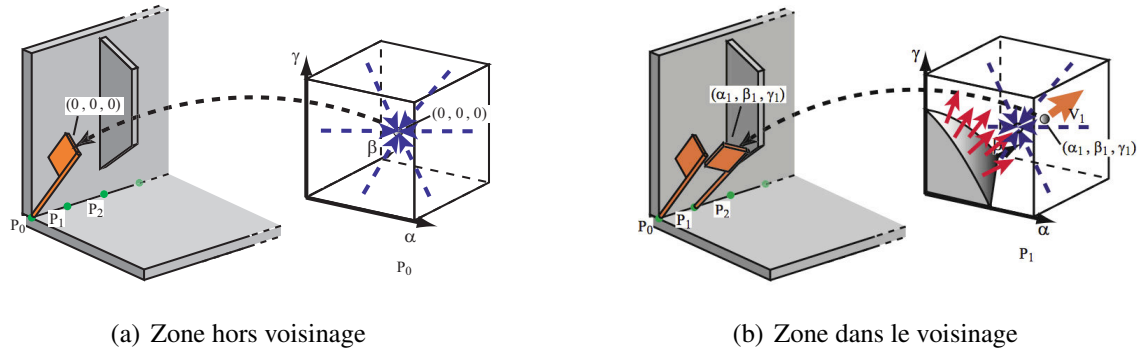 γ
(0, 0, 0)
(0, 0, 0)
β
P₀
P₁
P₂
α
P₀
(a) Zone hors voisinage
γ
(α₁, β₁, γ₁)
V₁
β
(α₁, β₁, γ₁)
P₀
P₁
P₂
α
P₁
(b) Zone dans le voisinage